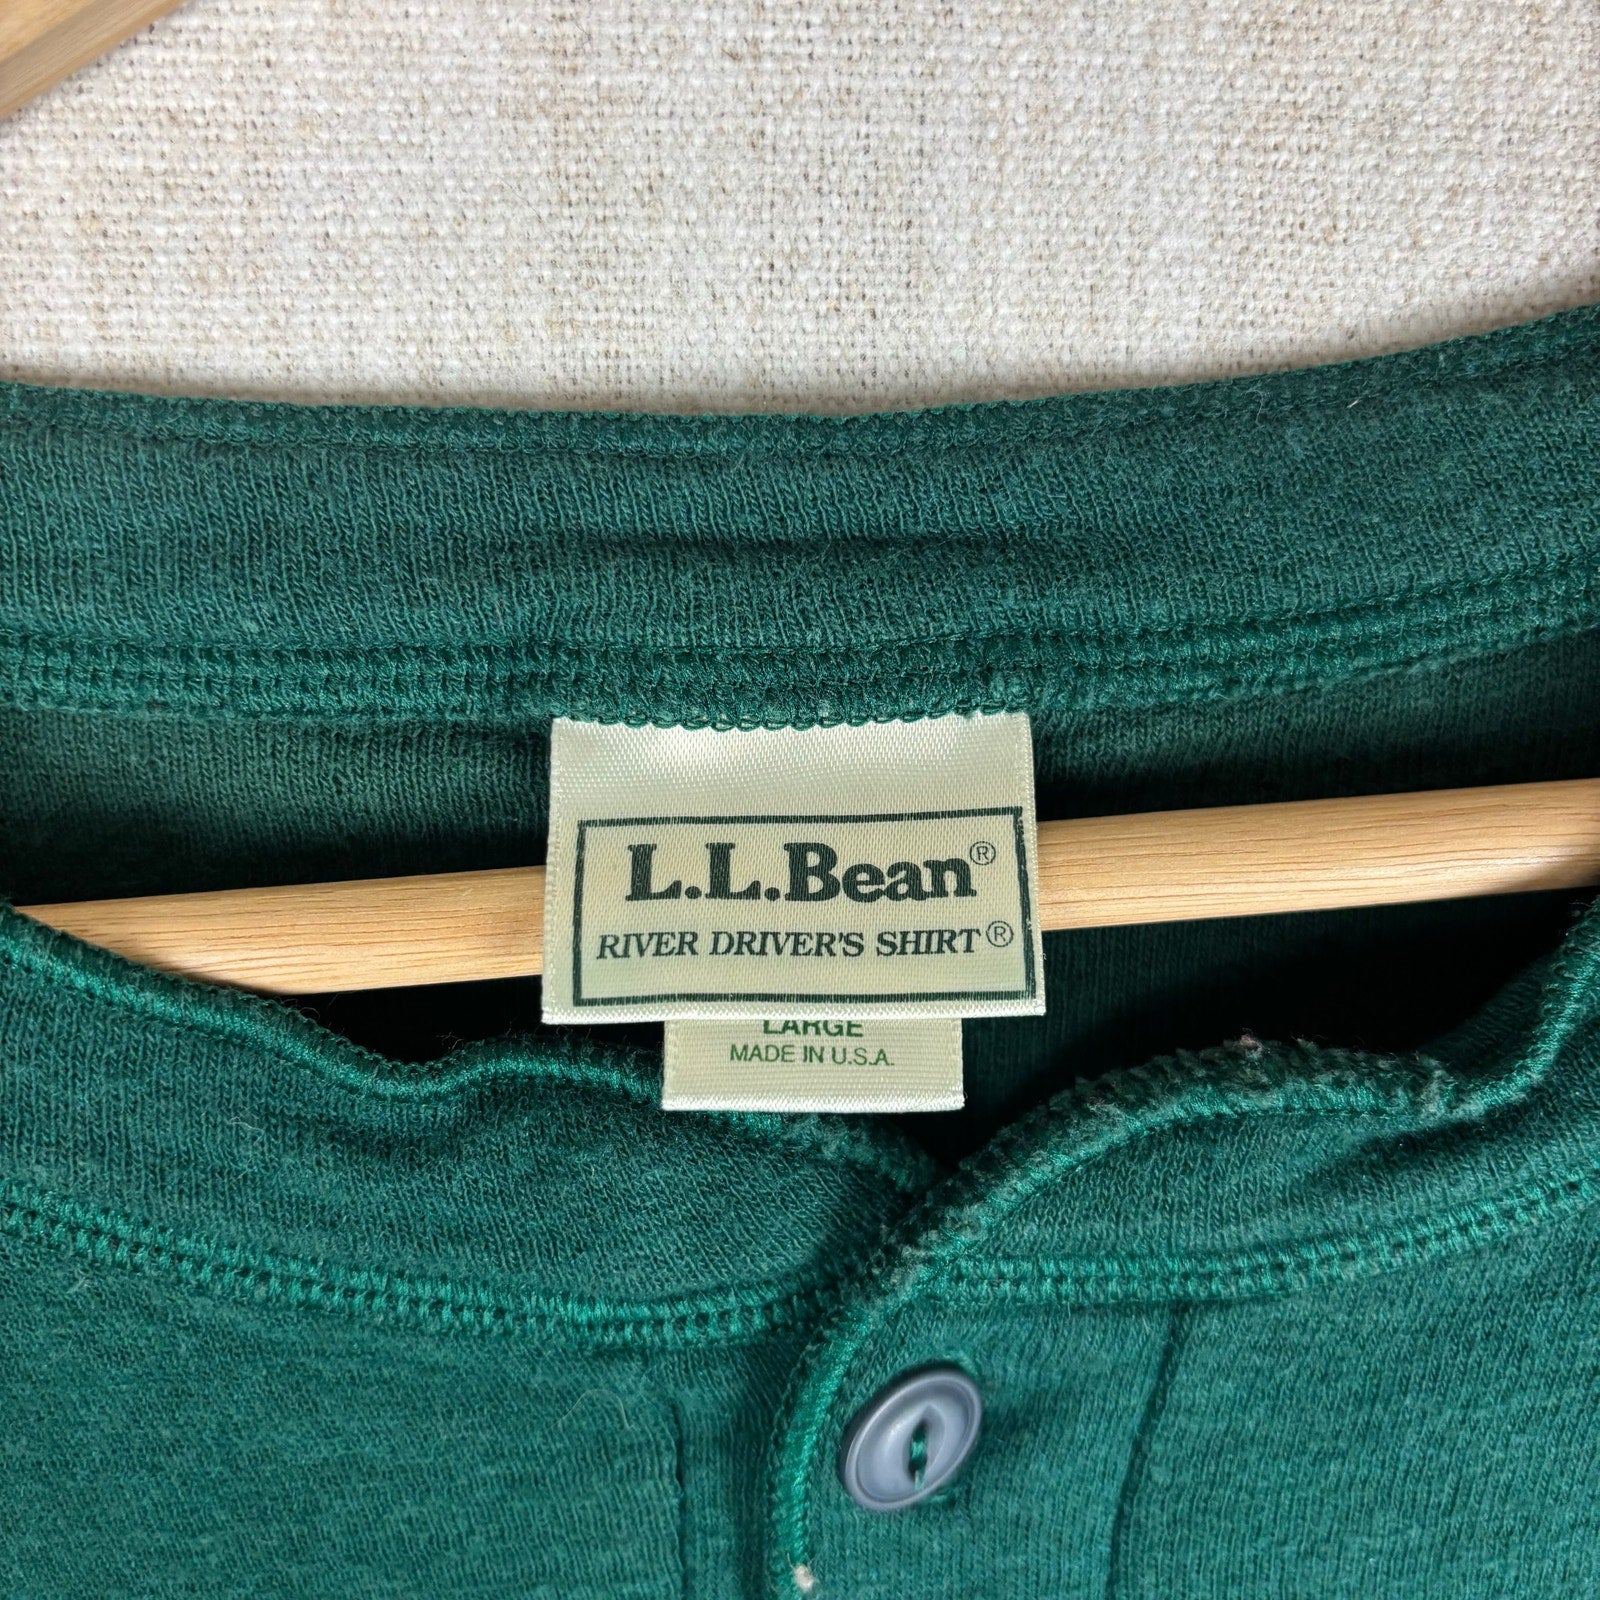 L.L.Bean®
RIVER DRIVER'S SHIRT®
LARGE
MADE IN U.S.A.